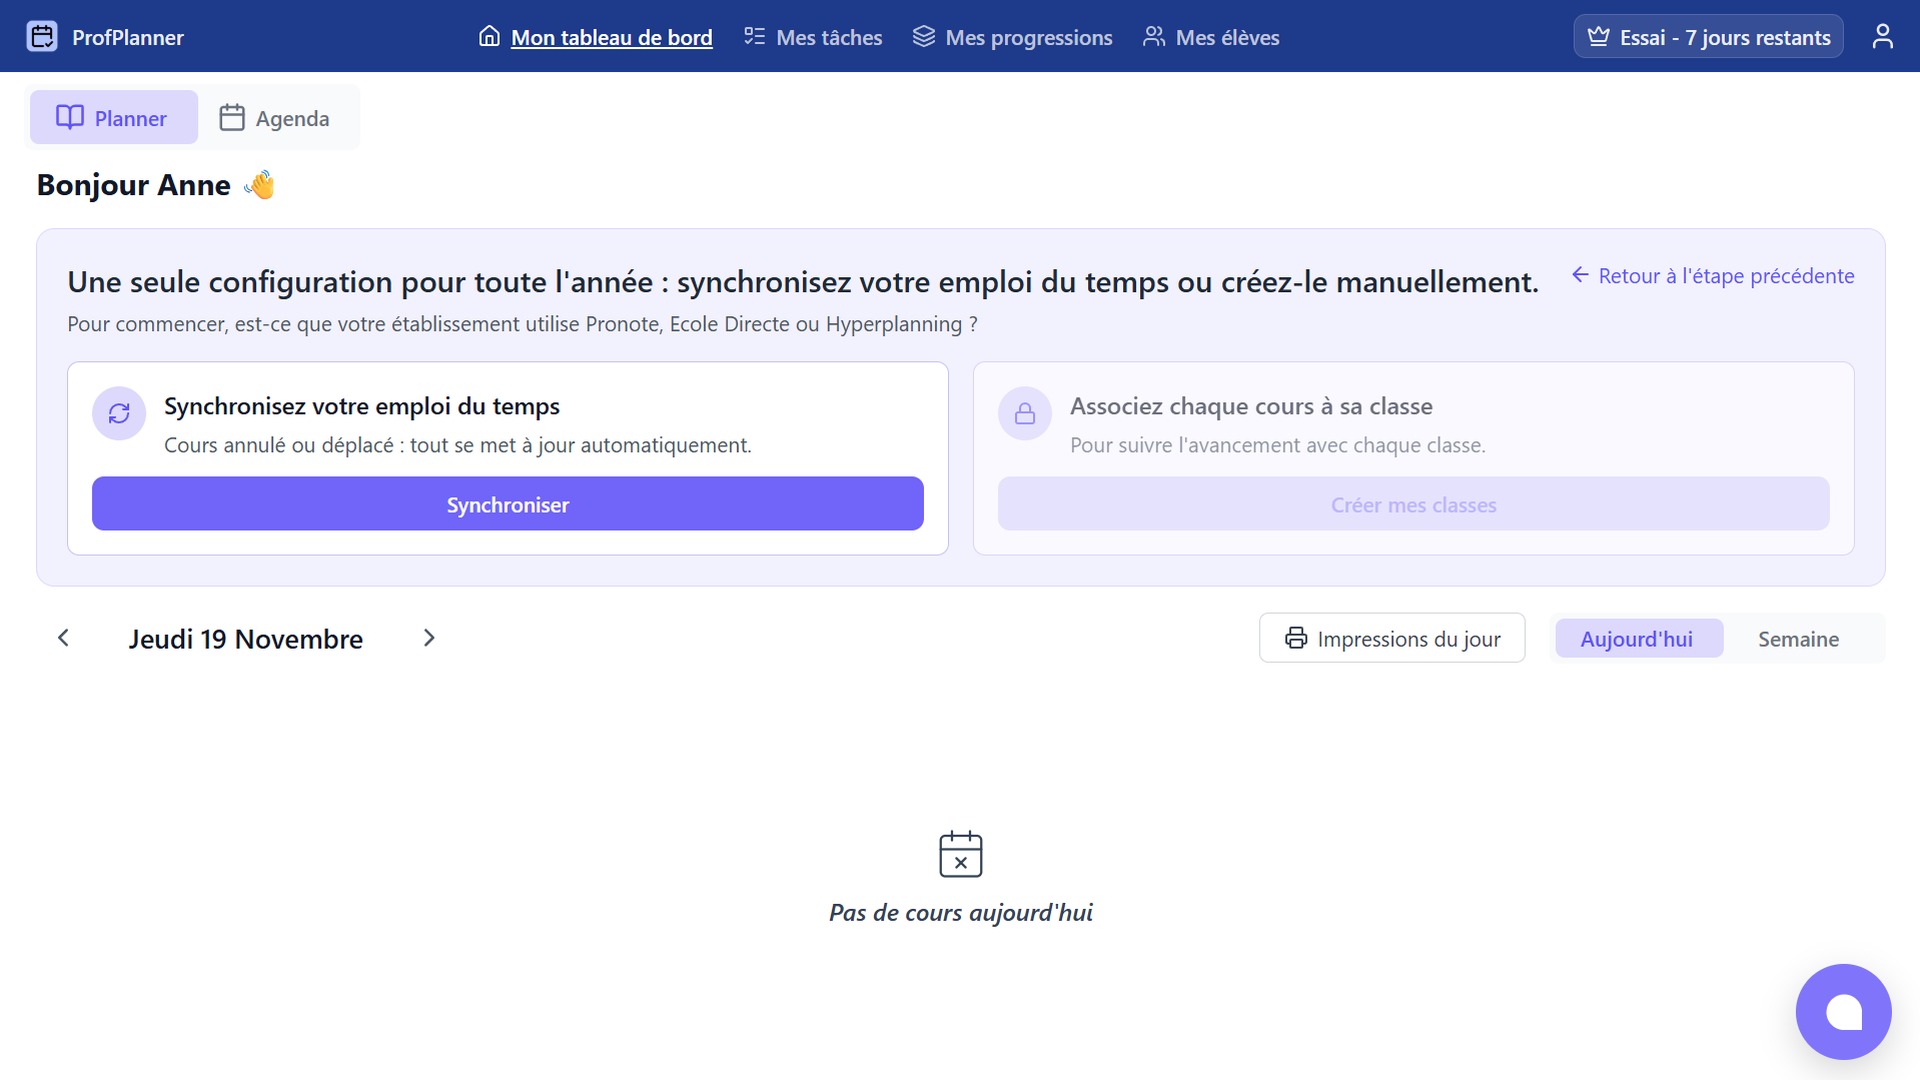 ProfPlanner
Mon tableau de bord
Mes tâches
Mes progressions
Mes élèves
Essai - 7 jours restants
Planner
Agenda
Bonjour Anne 👋
Une seule configuration pour toute l'année : synchronisez votre emploi du temps ou créez-le manuellement.
Retour à l'étape précédente
Pour commencer, est-ce que votre établissement utilise Pronote, Ecole Directe ou Hyperplanning ?
Synchronisez votre emploi du temps
Cours annulé ou déplacé : tout se met à jour automatiquement.
Synchroniser
Associez chaque cours à sa classe
Pour suivre l'avancement avec chaque classe.
Créer mes classes
Jeudi 19 Novembre
Impressions du jour
Aujourd'hui
Semaine
Pas de cours aujourd'hui